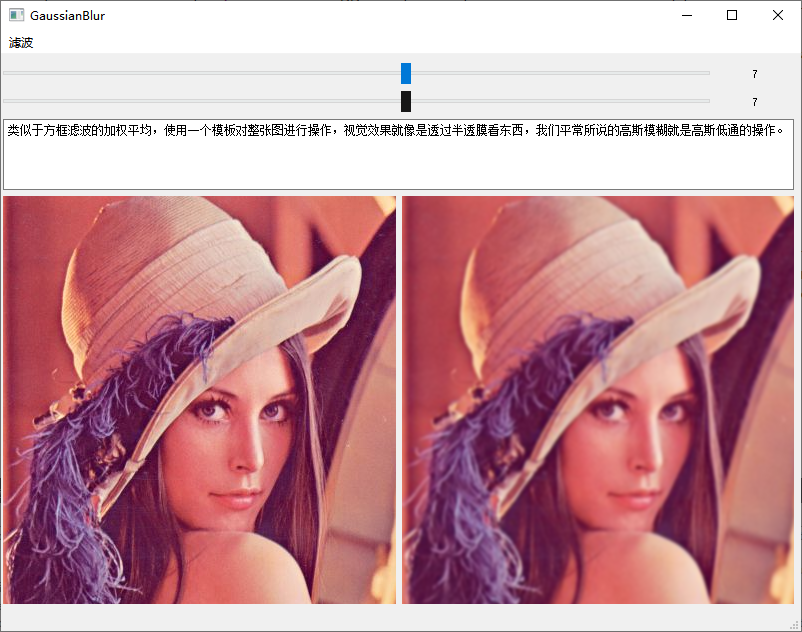 GaussianBlur
滤波
7
7
类似于方框滤波的加权平均，使用一个模板对整张图进行操作，视觉效果就像是透过半透膜看东西，我们平常所说的高斯模糊就是高斯低通的操作。